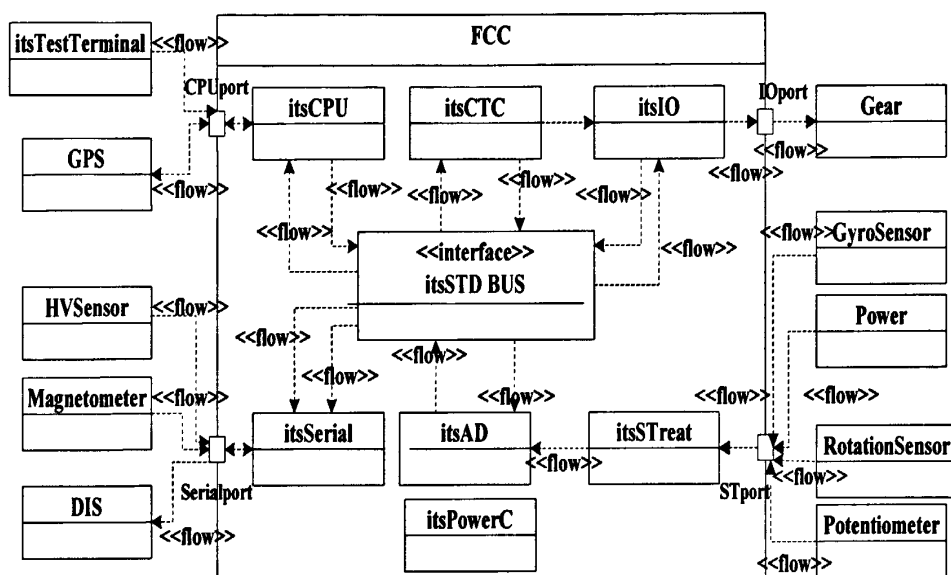 FCC
itsTestTerminal
<<flow>>
CPUport
itsCPU
itsCTC
itsIO
IOport
Gear
<<flow>>
GPS
<<flow>>
<<flow>>
<<flow>>
<<flow>>
<<flow>>
<<flow>>
<<flow>>
<<flow>>
<<flow>>
GyroSensor
<<interface>>
itsSTD BUS
HVSensor
<<flow>>
Power
<<flow>>
<<flow>>
<<flow>>
Magnetometer
<<flow>>
<<flow>>
<<flow>>
itsSerial
itsAD
itsSTreat
RotationSensor
<<flow>>
<<flow>>
Serialport
STport
DIS
<<flow>>
itsPowerC
Potentiometer
<<flow>>